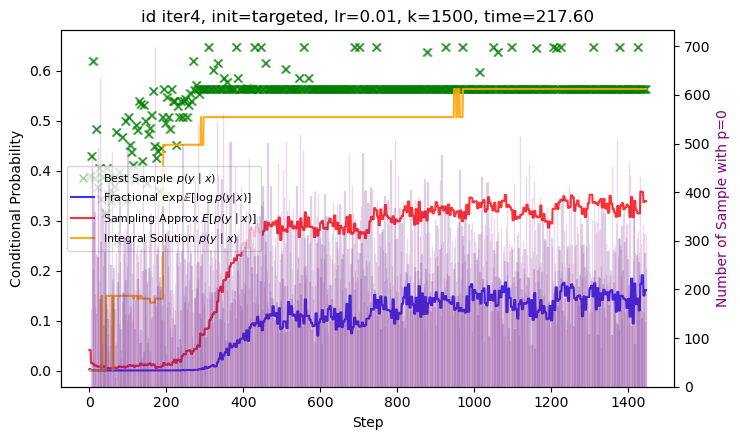 id iter4, init=targeted, lr=0.01, k=1500, time=217.60
Conditional Probability
0.6
0.5
0.4
0.3
0.2
0.1
0.0
Best Sample p(y | x)
Fractional exp 𝔼[log p(y|x)]
Sampling Approx E[p(y | x)]
Integral Solution p(y | x)
700
600
500
400
300
200
100
0
Number of Sample with p=0
0 200 400 600 800 1000 1200 1400
Step